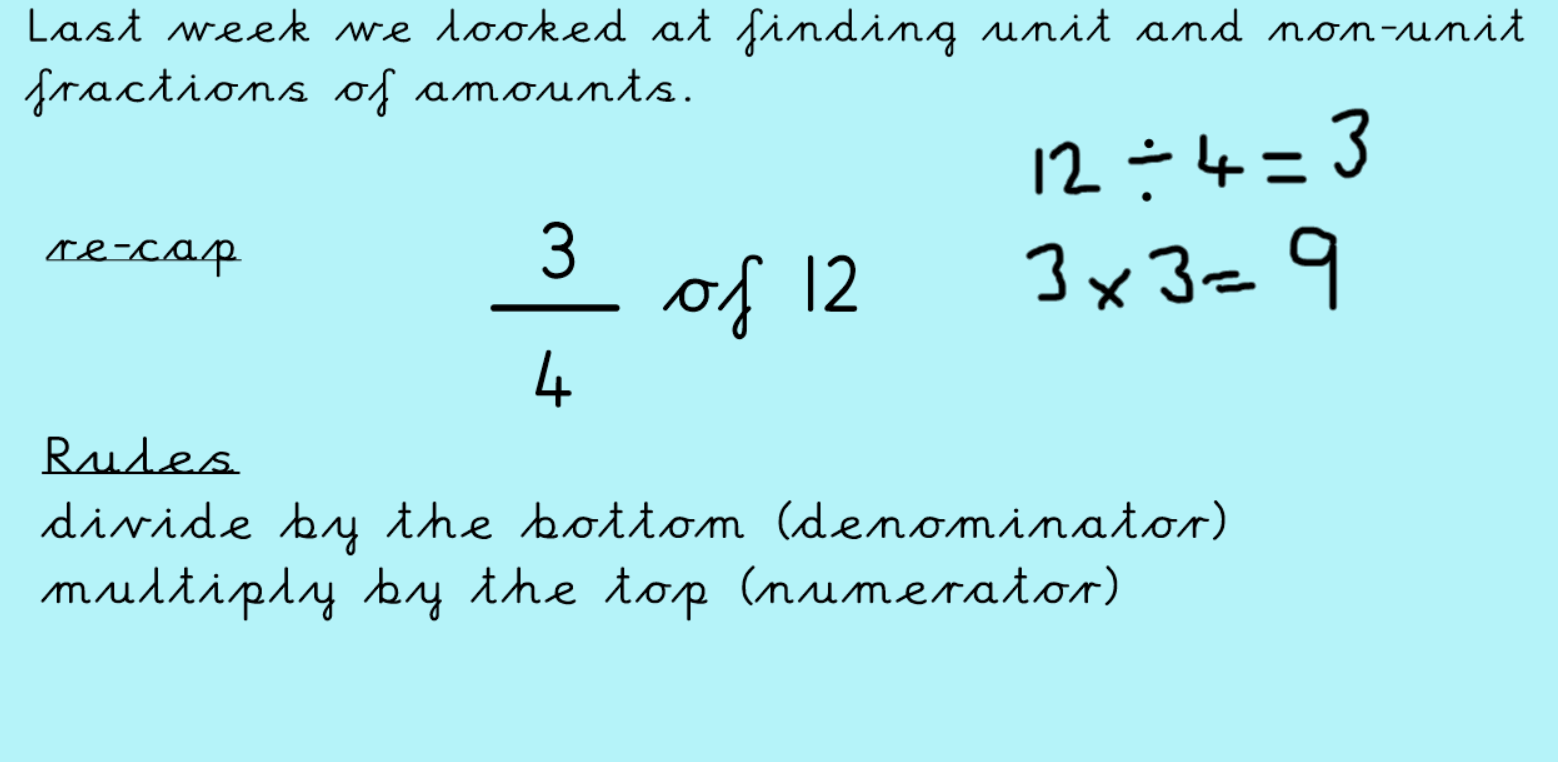 Last week we looked at finding unit and non-unit
fractions of amounts.
12 ÷ 4 = 3
re-cap
3
of 12
4
3 x 3 = 9
Rules
divide by the bottom (denominator)
multiply by the top (numerator)